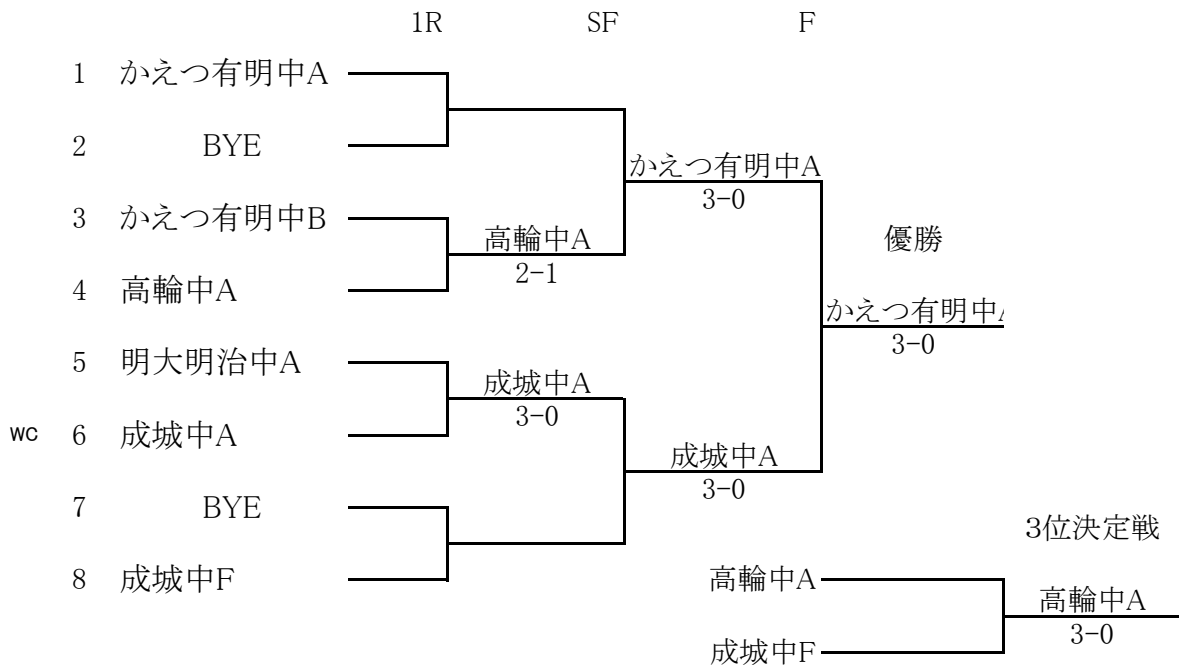 1R SF F
1 かえつ有明中A
2 BYE
かえつ有明中A
3-0
3 かえつ有明中B
高輪中A
2-1
優勝
4 高輪中A
かえつ有明中A
3-0
5 明大明治中A
成城中A
3-0
wc 6 成城中A
成城中A
3-0
7 BYE
3位決定戦
8 成城中F
高輪中A
高輪中A
3-0
成城中F